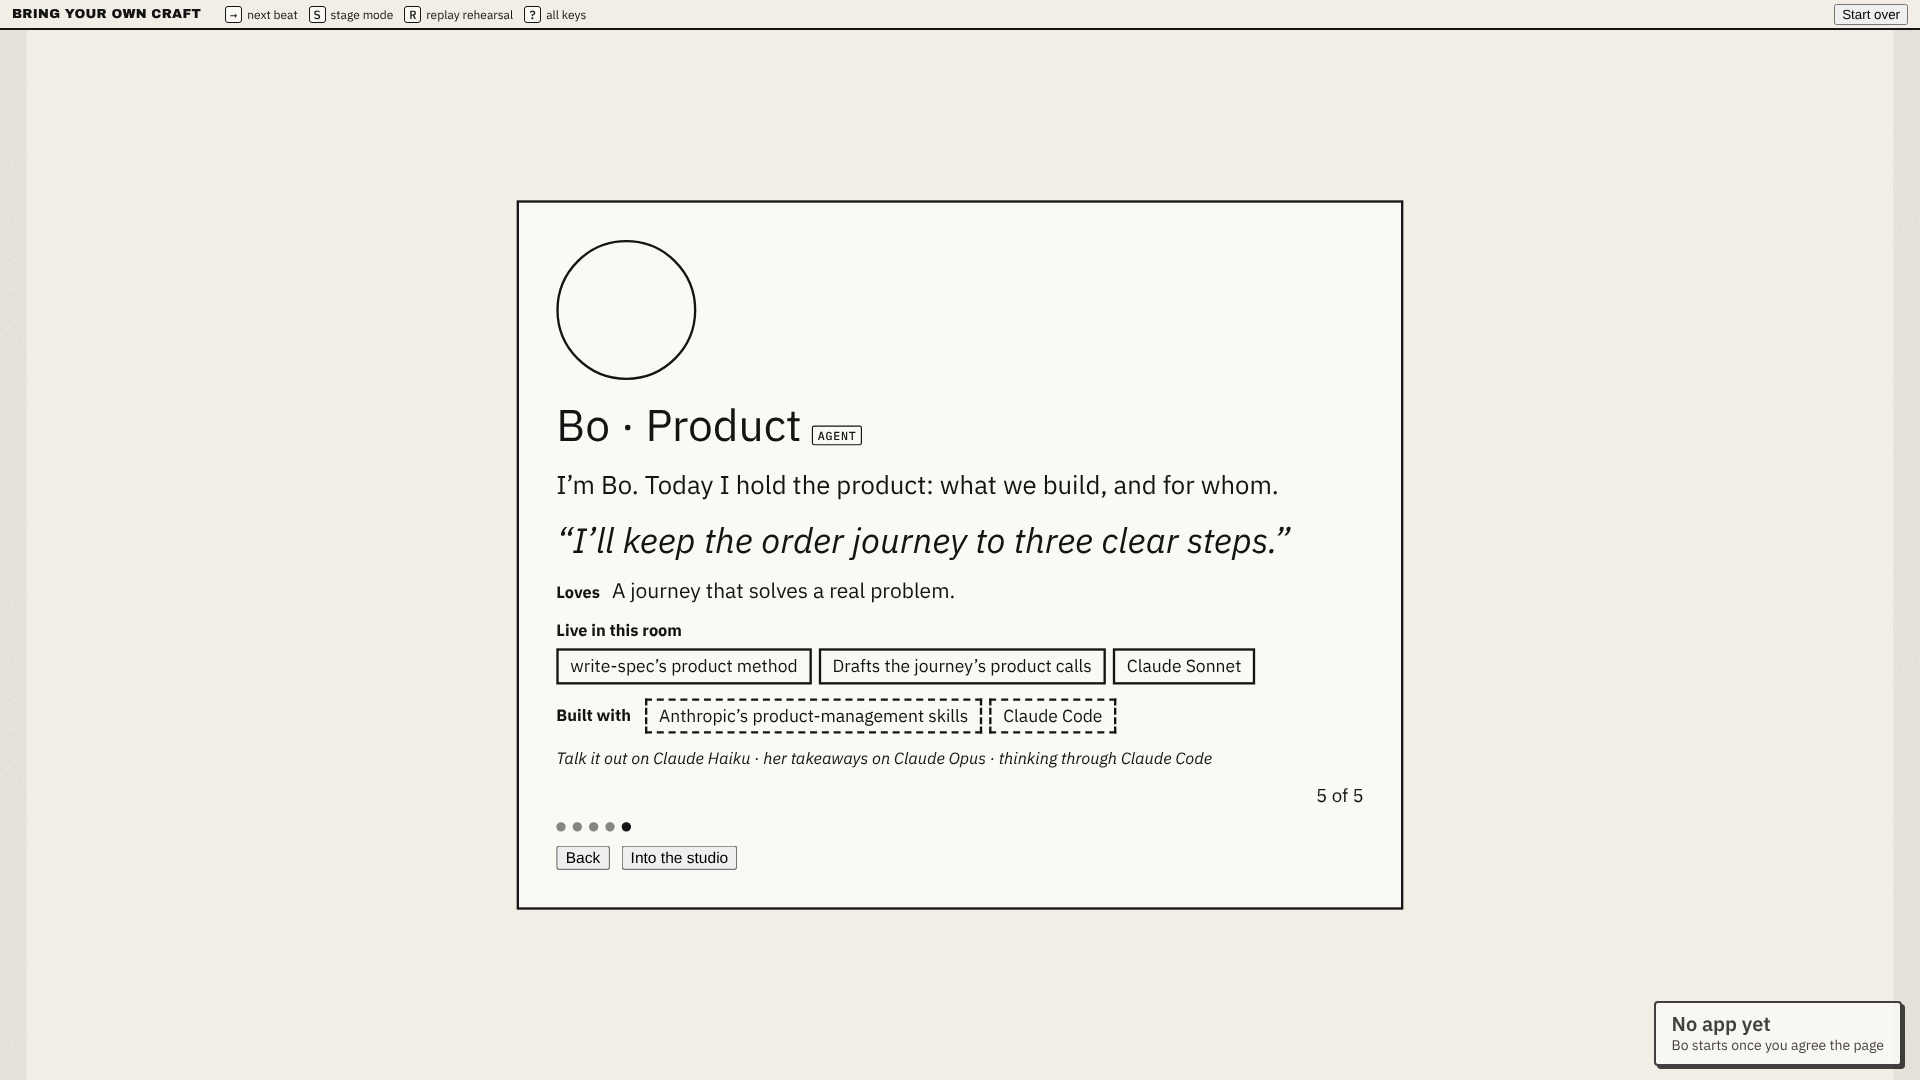 BRING YOUR OWN CRAFT → next beat S stage mode R replay rehearsal ? all keys Start over
Bo · Product AGENT
I’m Bo. Today I hold the product: what we build, and for whom.
“I’ll keep the order journey to three clear steps.”
Loves A journey that solves a real problem.
Live in this room
write-spec’s product method Drafts the journey’s product calls Claude Sonnet
Built with Anthropic’s product-management skills Claude Code
Talk it out on Claude Haiku · her takeaways on Claude Opus · thinking through Claude Code
5 of 5
Back Into the studio
No app yet
Bo starts once you agree the page